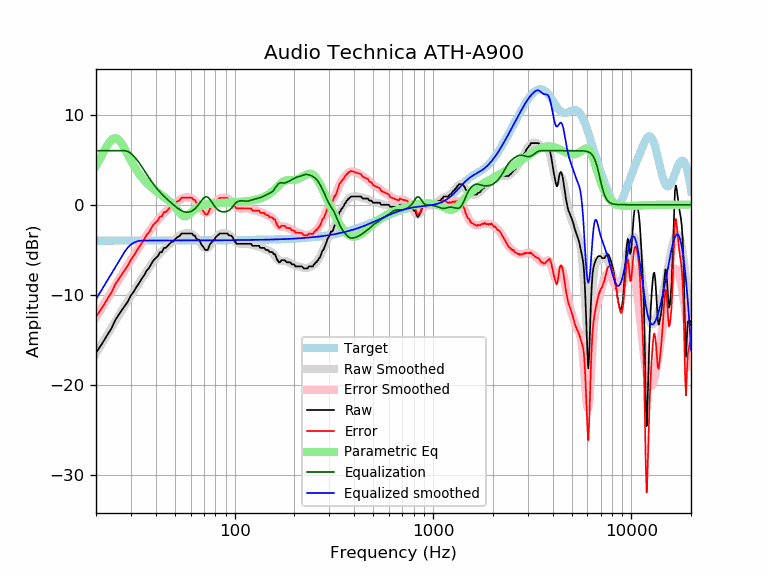 Audio Technica ATH-A900
Amplitude (dBr)
10
0
−10
−20
−30
Target
Raw Smoothed
Error Smoothed
Raw
Error
Parametric Eq
Equalization
Equalized smoothed
100
1000
10000
Frequency (Hz)